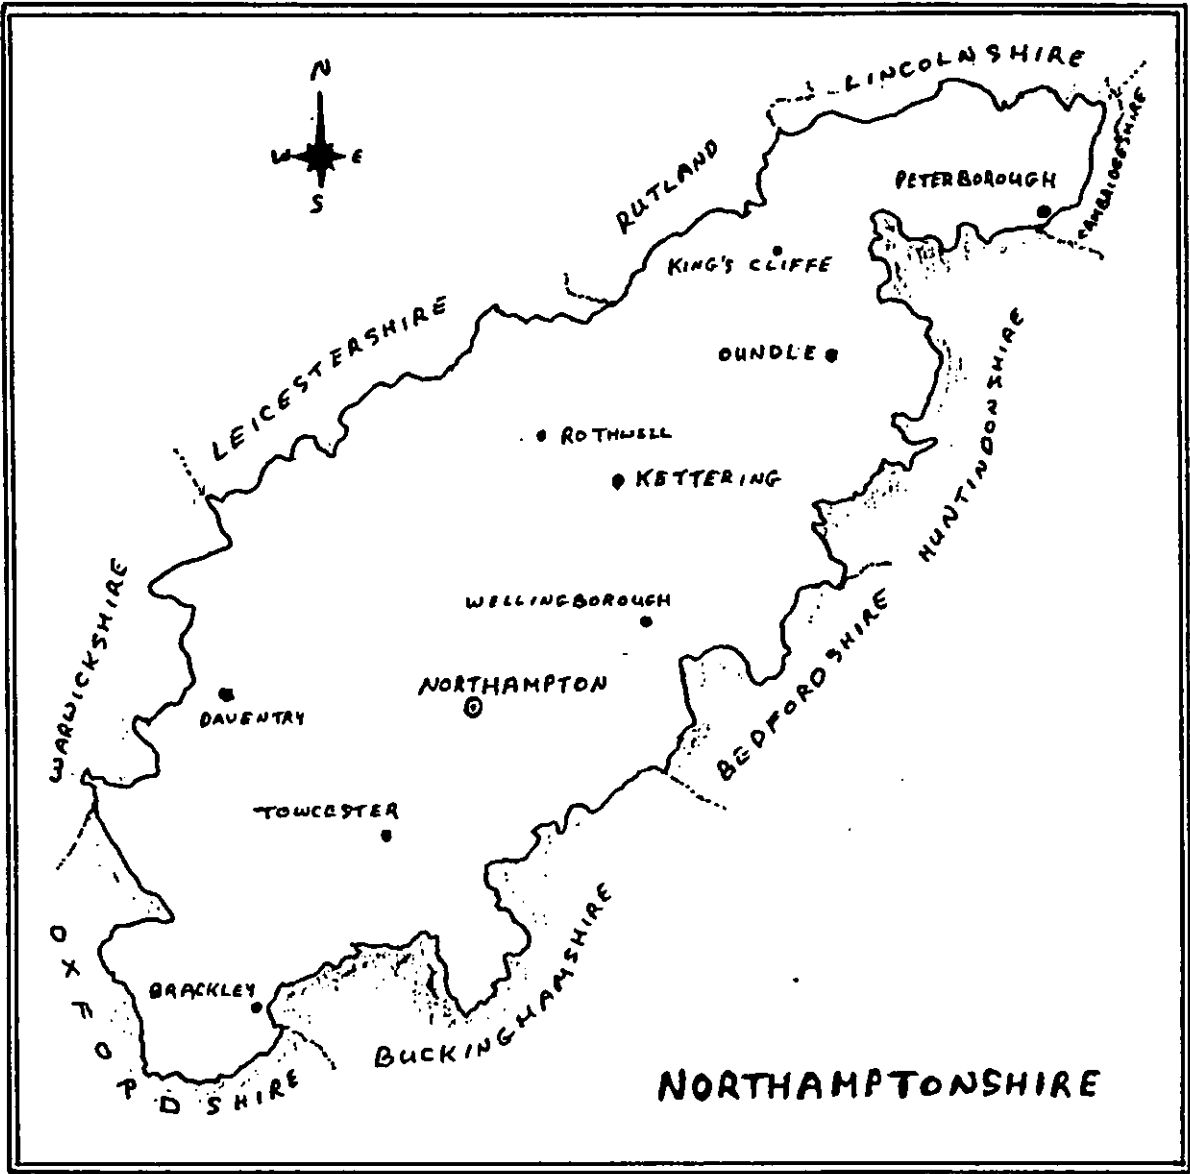 N
W E
S
LINCOLNSHIRE
CAMBRIDGESHIRE
RUTLAND
PETERBOROUGH
KING'S CLIFFE
LEICESTERSHIRE
OUNDLE
HUNTINDONSHIRE
ROTHWELL
KETTERING
WARWICKSHIRE
WELLINGBOROUGH
BEDFORDSHIRE
NORTHAMPTON
DAVENTRY
TOWCESTER
BUCKINGHAMSHIRE
OXFORDSHIRE
BRACKLEY
NORTHAMPTONSHIRE